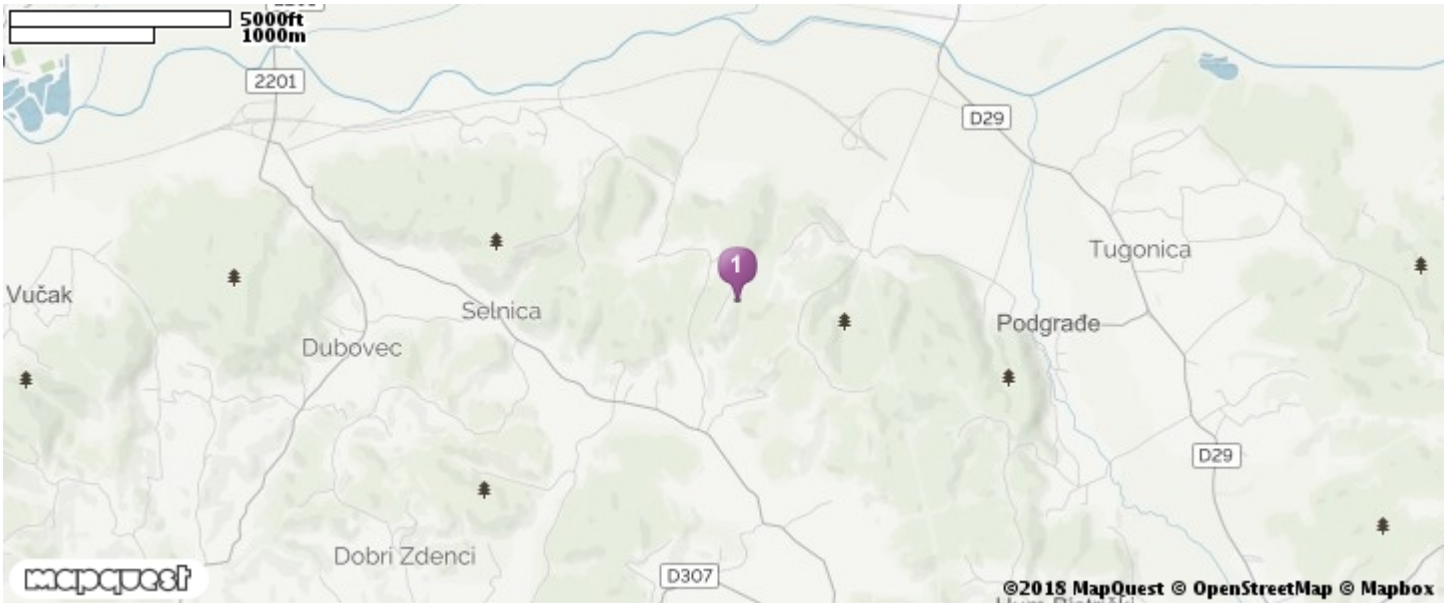 5000ft
1000m
2201
D29
Tugonica
1
Vučak
Selnica
Podgrađe
Dubovec
D29
Dobri Zdenci
D307
mapquest
©2018 MapQuest © OpenStreetMap © Mapbox